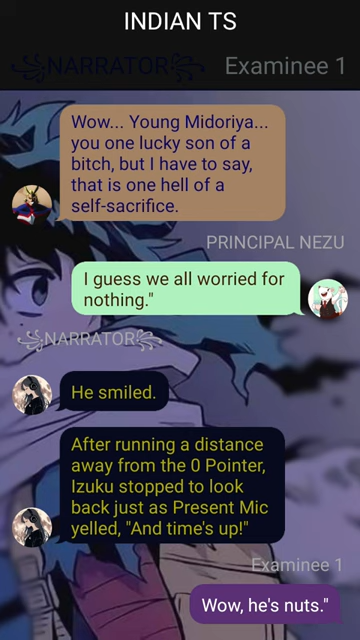 INDIAN TS
꧁NARRATOR꧂
Examinee 1
Wow... Young Midoriya...
you one lucky son of a
bitch, but I have to say,
that is one hell of a
self-sacrifice.
PRINCIPAL NEZU
I guess we all worried for
nothing."
꧁NARRATOR꧂
He smiled.
After running a distance
away from the 0 Pointer,
Izuku stopped to look
back just as Present Mic
yelled, "And time's up!"
Examinee 1
Wow, he's nuts."